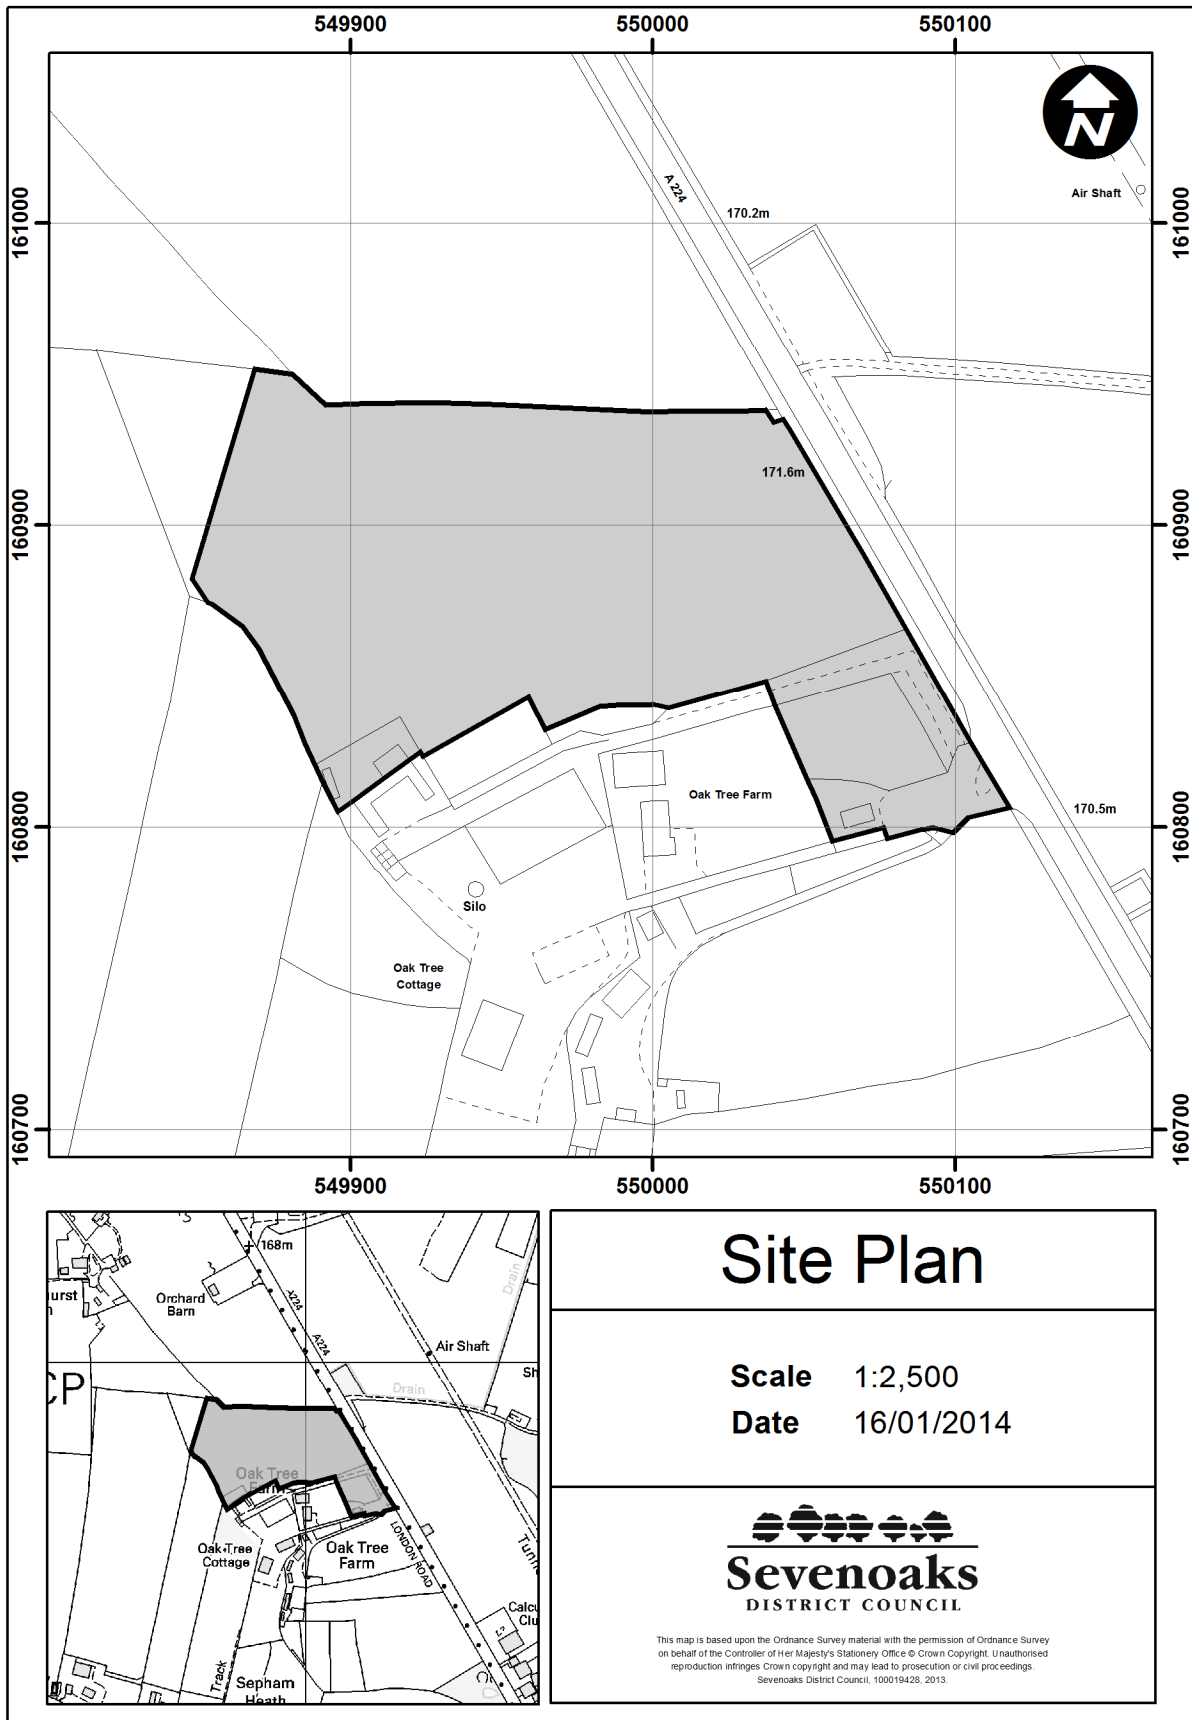 549900
550000
550100
161000
161000
N
Air Shaft
A 224
170.2m
171.6m
160900
160900
Oak Tree Farm
170.5m
160800
160800
Silo
Oak Tree
Cottage
160700
160700
549900
550000
550100
168m
Orchard
Barn
A224
A224
Air Shaft
Drain
Drain
CP
Oak Tree
Farm
Oak Tree
Cottage
Oak Tree
Farm
LONDON ROAD
Track
Sepham
Heath
Site Plan
Scale 1:2,500
Date 16/01/2014
Sevenoaks
DISTRICT COUNCIL
This map is based upon the Ordnance Survey material with the permission of Ordnance Survey
on behalf of the Controller of Her Majesty's Stationery Office © Crown Copyright. Unauthorised
reproduction infringes Crown copyright and may lead to prosecution or civil proceedings.
Sevenoaks District Council, 100019428, 2013.